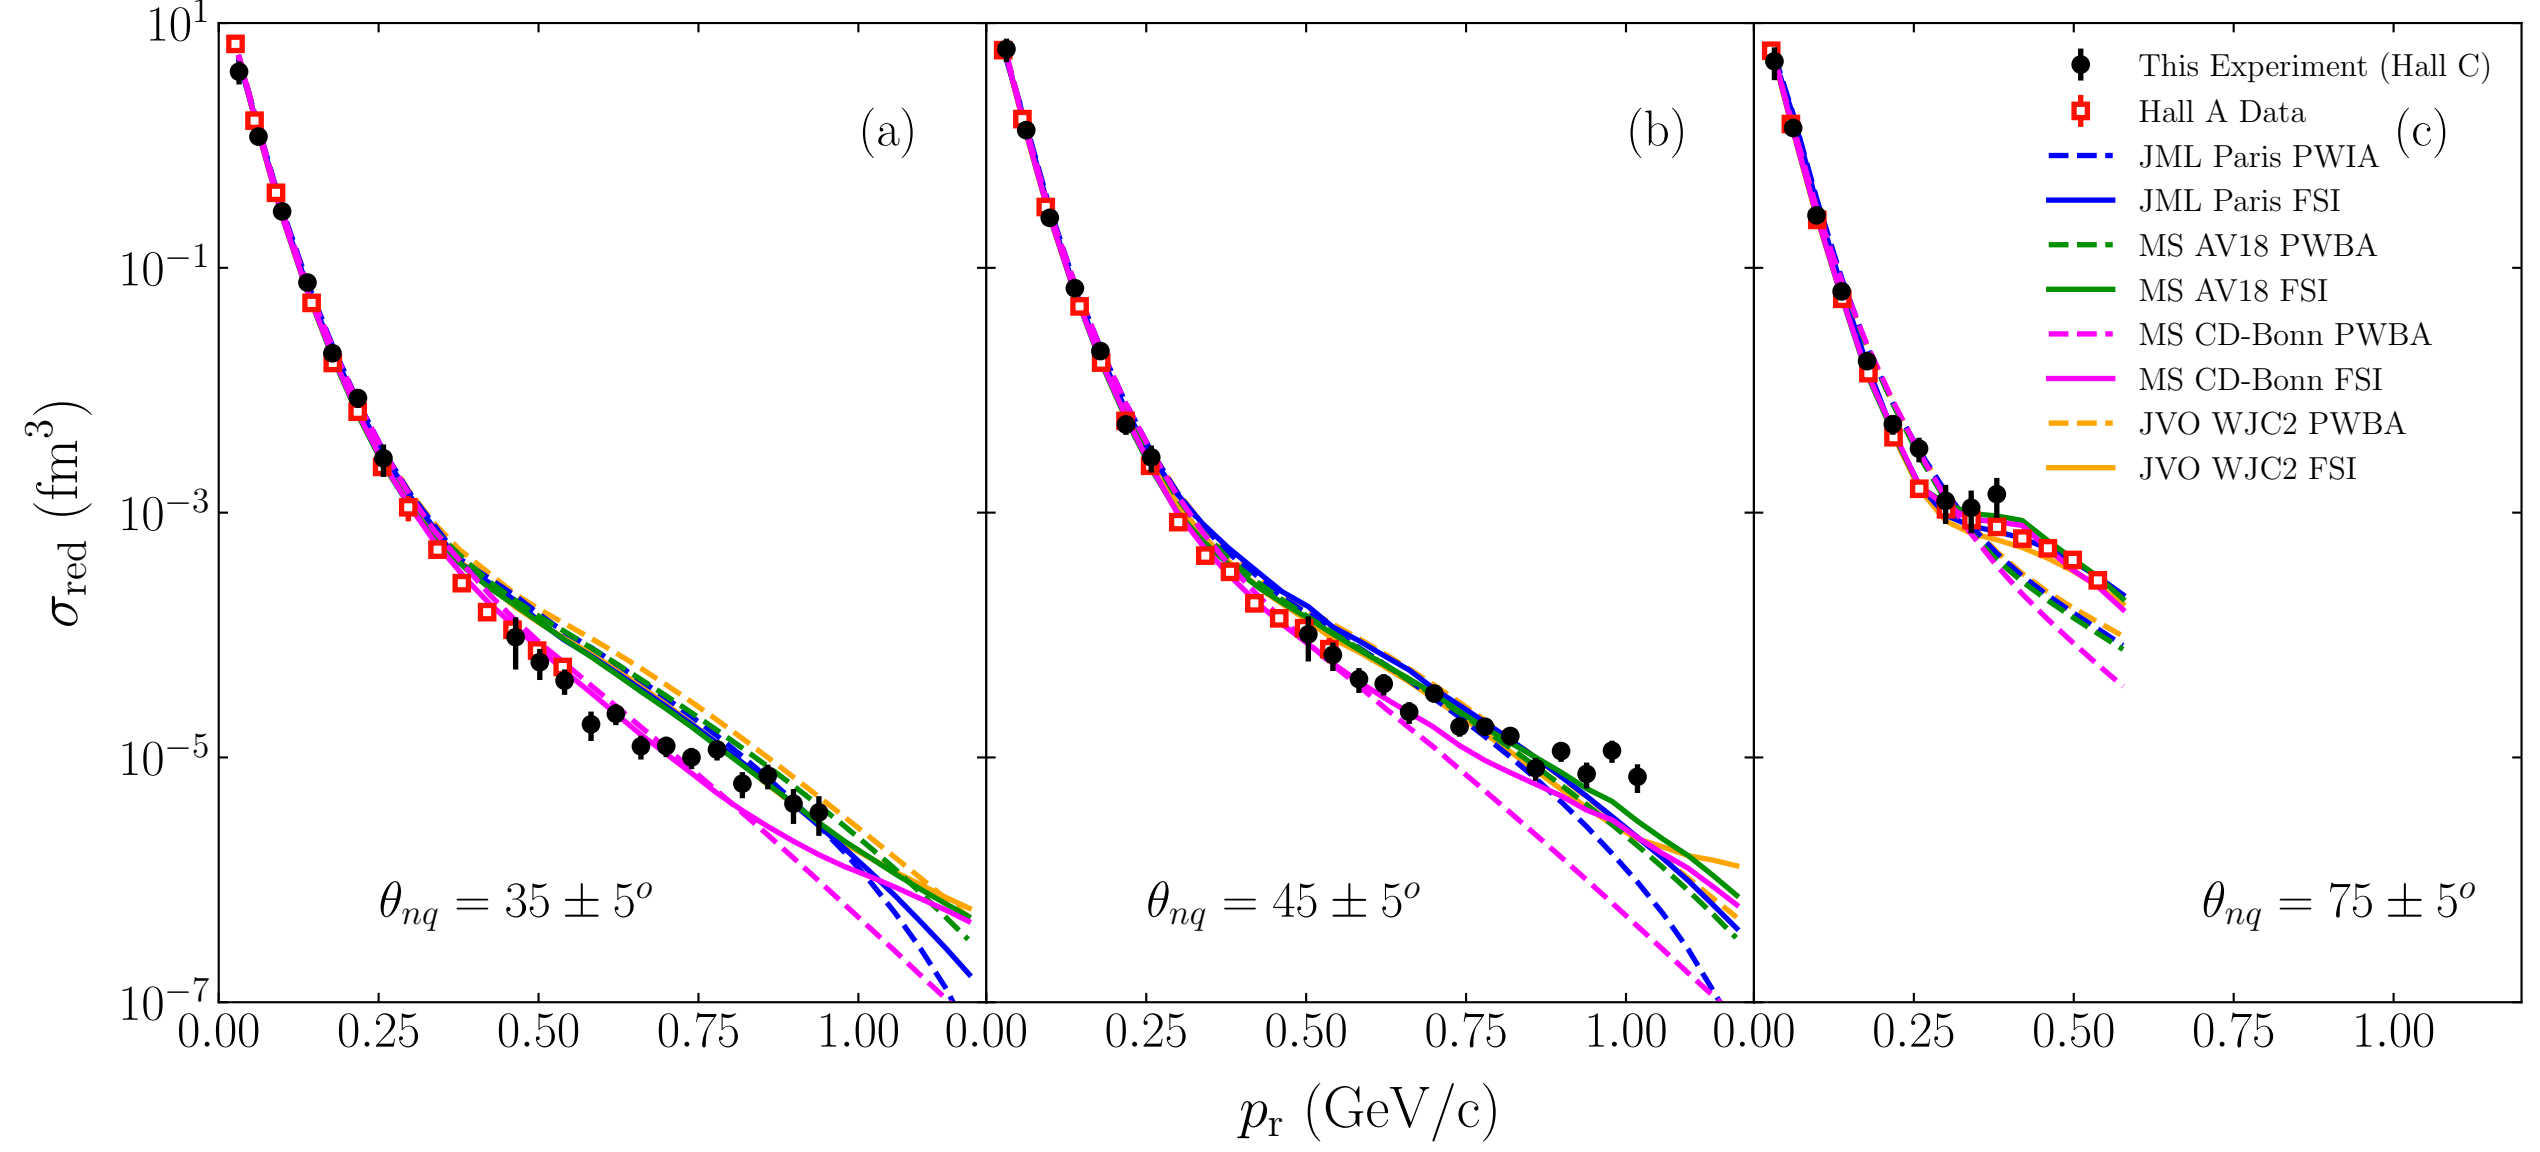 10¹
10⁻¹
10⁻³
10⁻⁵
10⁻⁷
σ_red (fm³)
(a)
θ_nq = 35 ± 5^o
0.00 0.25 0.50 0.75 1.00
(b)
θ_nq = 45 ± 5^o
0.00 0.25 0.50 0.75 1.00
(c)
This Experiment (Hall C)
Hall A Data
JML Paris PWIA
JML Paris FSI
MS AV18 PWBA
MS AV18 FSI
MS CD-Bonn PWBA
MS CD-Bonn FSI
JVO WJC2 PWBA
JVO WJC2 FSI
θ_nq = 75 ± 5^o
0.00 0.25 0.50 0.75 1.00
p_r (GeV/c)